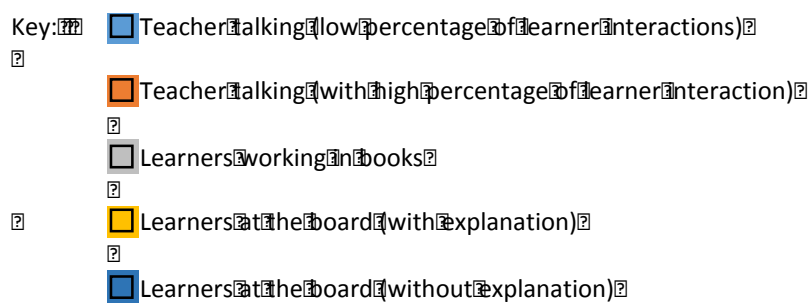 Key: Teacher talking (low percentage of learner interactions)
Teacher talking (with high percentage of learner interaction)
Learners working in books
Learners at the board (with explanation)
Learners at the board (without explanation)